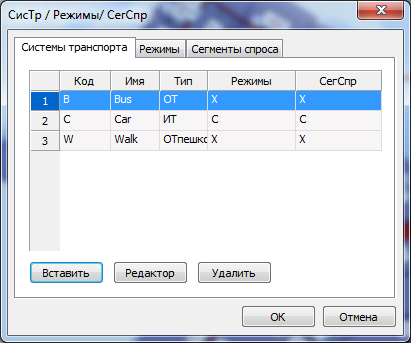 СисТр / Режимы/ СегСпр
Системы транспорта Режимы Сегменты спроса
Код Имя Тип Режимы СегСпр
1 B Bus ОТ X X
2 C Car ИТ C C
3 W Walk ОТпешко X X
Вставить Редактор Удалить
ОК Отмена